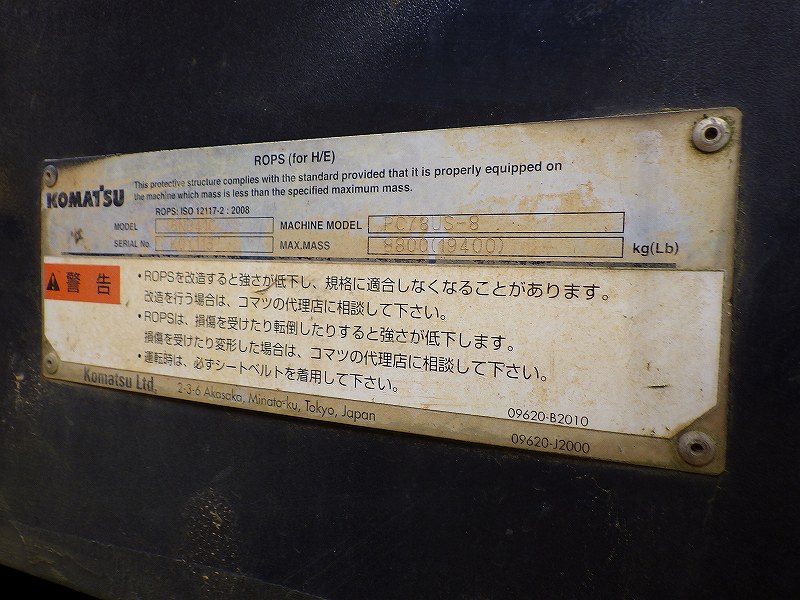 ROPS (for H/E)
KOMATSU
This protective structure complies with the standard provided that it is properly equipped on
the machine which mass is less than the specified maximum mass.
ROPS: ISO 12117-2 : 2008
MODEL
MACHINE MODEL PC78US-8
SERIAL No.
MAX.MASS 8800(19400) kg(Lb)
警告
・ROPSを改造すると強さが低下し、規格に適合しなくなることがあります。
改造を行う場合は、コマツの代理店に相談して下さい。
・ROPSは、損傷を受けたり転倒したりすると強さが低下します。
損傷を受けたり変形した場合は、コマツの代理店に相談して下さい。
・運転時は、必ずシートベルトを着用して下さい。
09620-B2010
Komatsu Ltd. 2-3-6 Akasaka, Minato-ku, Tokyo, Japan
09620-J2000